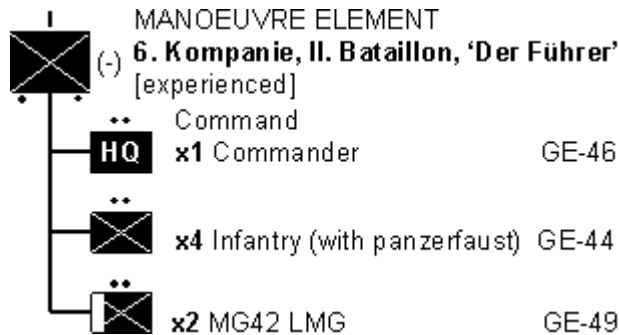 MANOEUVRE ELEMENT
(-) 6. Kompanie, II. Bataillon, ‘Der Führer’
[experienced]
Command
HQ x1 Commander GE-46
x4 Infantry (with panzerfaust) GE-44
x2 MG42 LMG GE-49